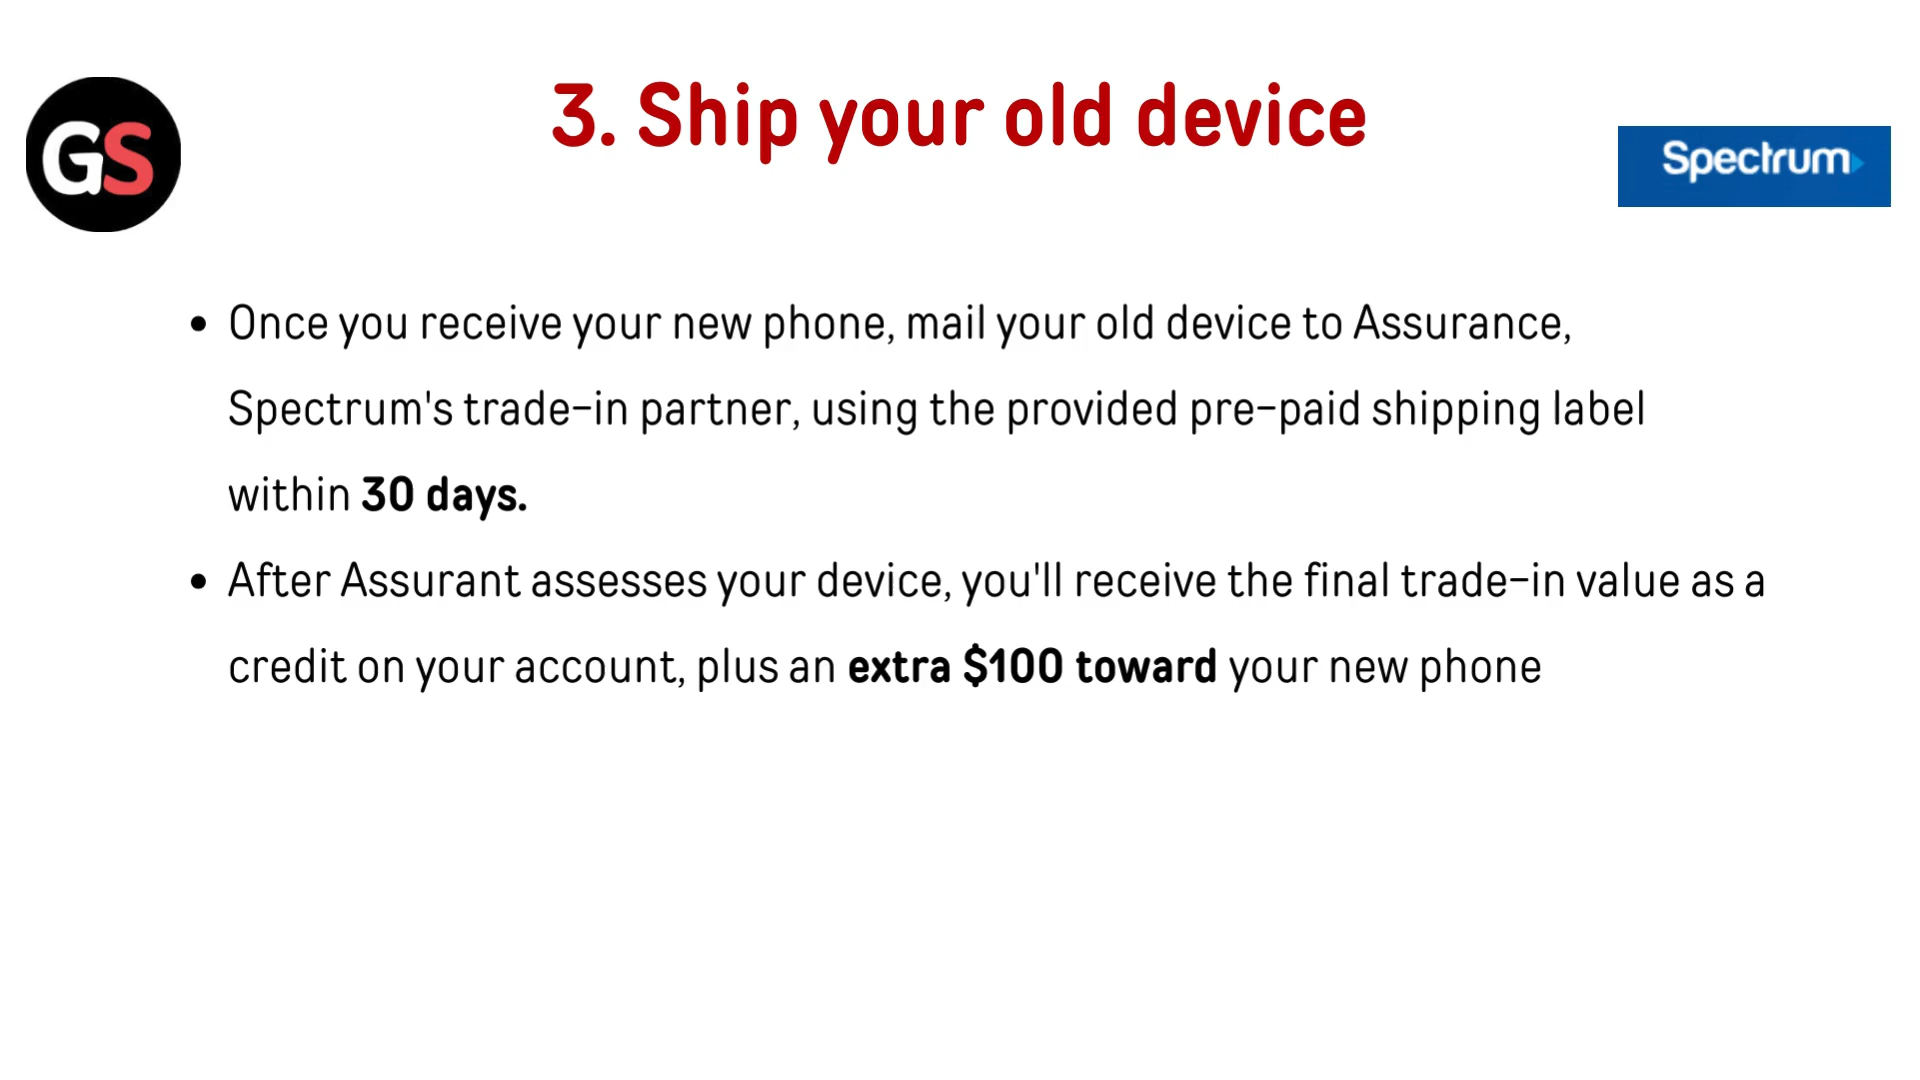 GS
3. Ship your old device
Spectrum
• Once you receive your new phone, mail your old device to Assurance,
Spectrum's trade-in partner, using the provided pre-paid shipping label
within 30 days.
• After Assurant assesses your device, you'll receive the final trade-in value as a
credit on your account, plus an extra $100 toward your new phone